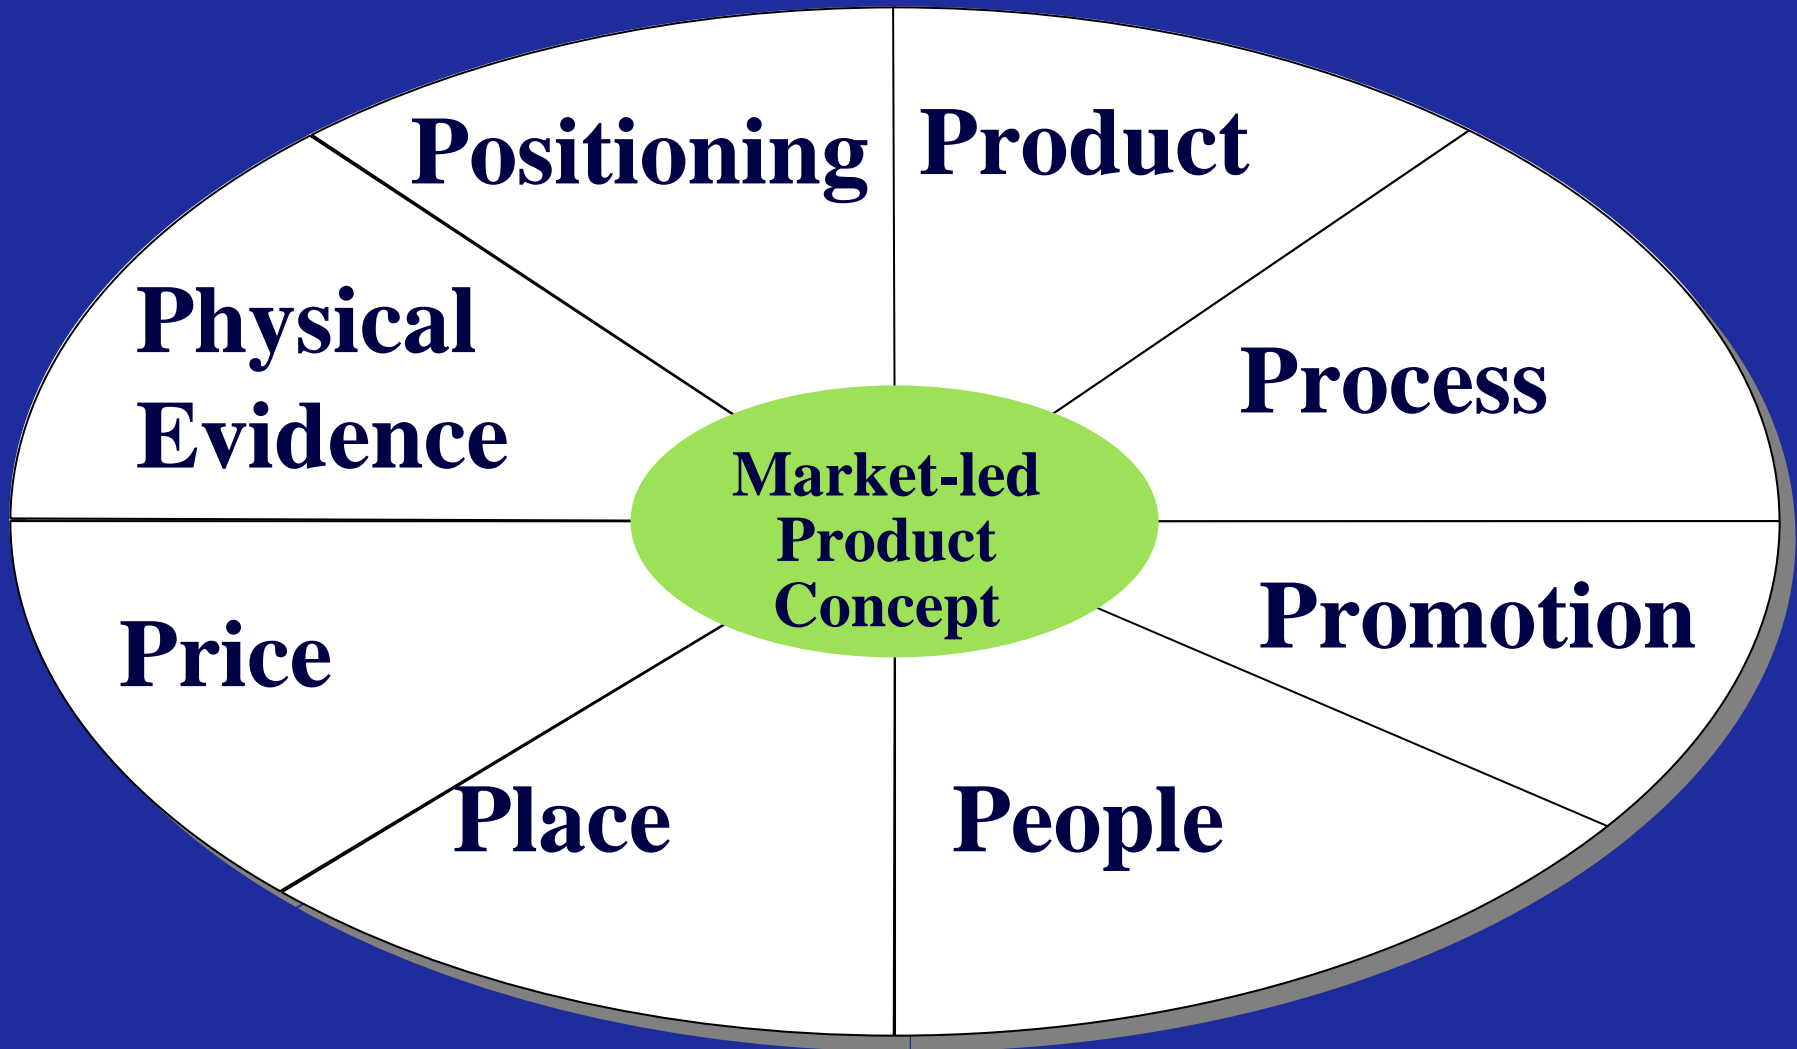 Positioning
Product
Physical
Evidence
Process
Market-led
Product
Concept
Price
Promotion
Place
People